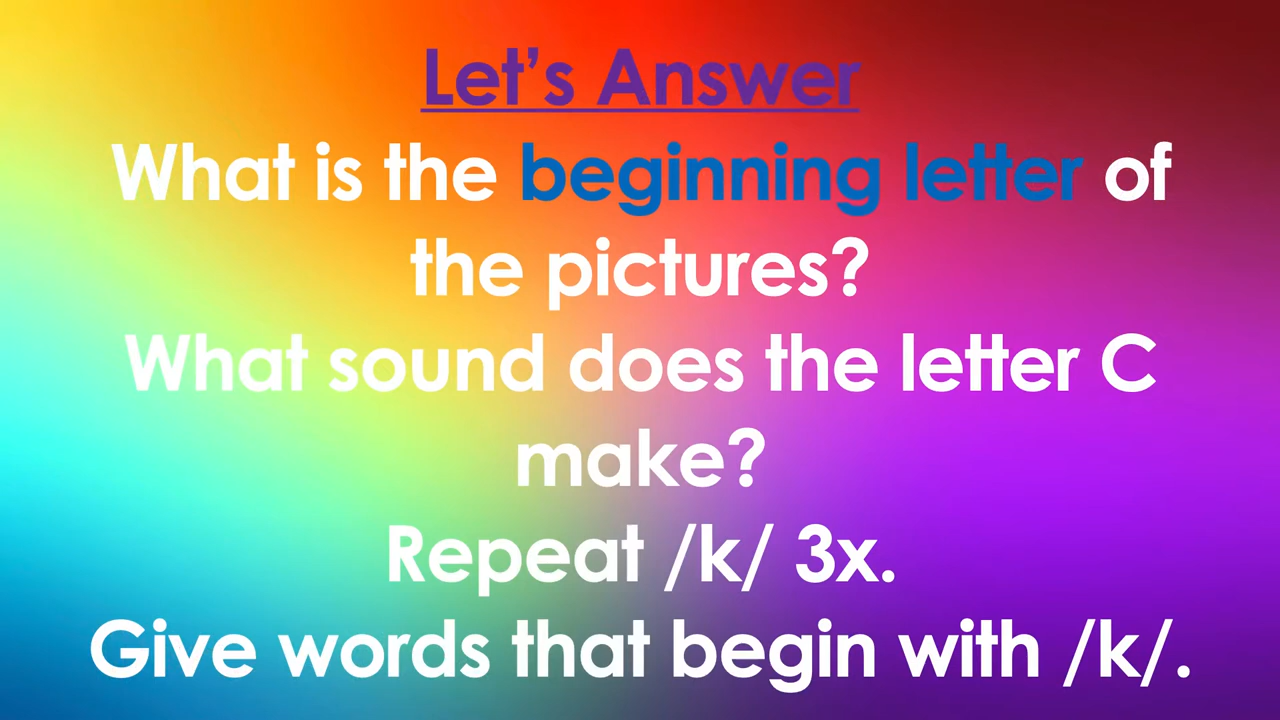 Let’s Answer
What is the beginning letter of
the pictures?
What sound does the letter C
make?
Repeat /k/ 3x.
Give words that begin with /k/.